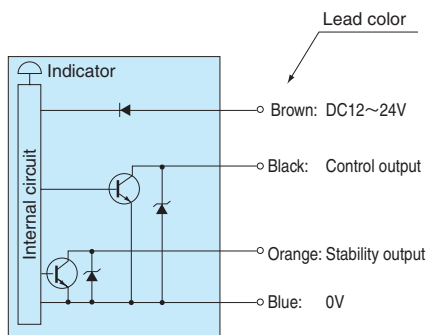 Lead color
Indicator
Internal circuit
Brown: DC12～24V
Black: Control output
Orange: Stability output
Blue: 0V